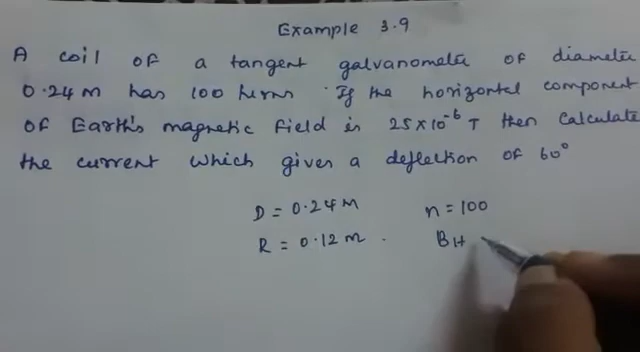 Example 3.9
A coil of a tangent galvanometer of diameter
0.24 m has 100 turns. If the horizontal component
of Earth's magnetic field is 25×10⁻⁶ T then calculate
the current which gives a deflection of 60°
D = 0.24 m n = 100
R = 0.12 m. BH